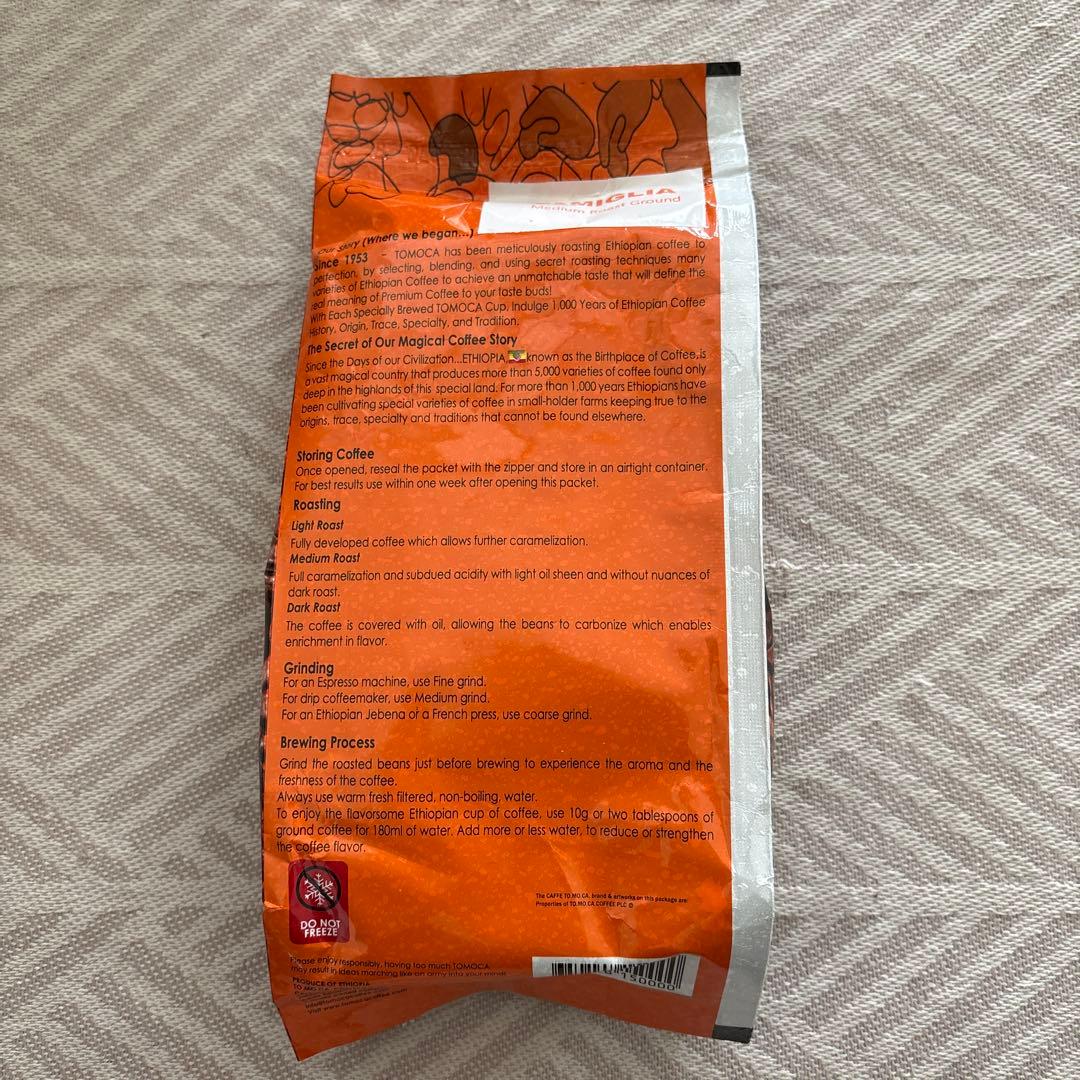 FAMIGLIA
Medium Roast Ground
Our Story (Where we began...)
Since 1953 - TOMOCA has been meticulously roasting Ethiopian coffee to
perfection, by selecting, blending, and using secret roasting techniques many
varieties of Ethiopian Coffee to achieve an unmatchable taste that will define the
real meaning of Premium Coffee to your taste buds!
With Each Specially Brewed TOMOCA Cup, Indulge 1,000 Years of Ethiopian Coffee
History, Origin, Trace, Specialty, and Tradition.
The Secret of Our Magical Coffee Story
Since the Days of our Civilization...ETHIOPIA, known as the Birthplace of Coffee,is
a vast magical country that produces more than 5,000 varieties of coffee found only
deep in the highlands of this special land. For more than 1,000 years Ethiopians have
been cultivating special varieties of coffee in small-holder farms keeping true to the
origins, trace, specialty and traditions that cannot be found elsewhere.
Storing Coffee
Once opened, reseal the packet with the zipper and store in an airtight container.
For best results use within one week after opening this packet.
Roasting
Light Roast
Fully developed coffee which allows further caramelization.
Medium Roast
Full caramelization and subdued acidity with light oil sheen and without nuances of
dark roast.
Dark Roast
The coffee is covered with oil, allowing the beans to carbonize which enables
enrichment in flavor.
Grinding
For an Espresso machine, use Fine grind.
For drip coffeemaker, use Medium grind.
For an Ethiopian Jebena or a French press, use coarse grind.
Brewing Process
Grind the roasted beans just before brewing to experience the aroma and the
freshness of the coffee.
Always use warm fresh filtered, non-boiling, water.
To enjoy the flavorsome Ethiopian cup of coffee, use 10g or two tablespoons of
ground coffee for 180ml of water. Add more or less water, to reduce or strengthen
the coffee flavor.
DO NOT
FREEZE
The CAFFE TO.MO.CA. brand & artworks on this package are
Properties of TO.MO.CA.COFFEE PLC ©
Please enjoy responsibly, having too much TOMOCA
may result in ideas marching like an army into your mind!
PRODUCE OF ETHIOPIA
150000
info@tomocacoffee.com
Visit www.tomocacoffee.com